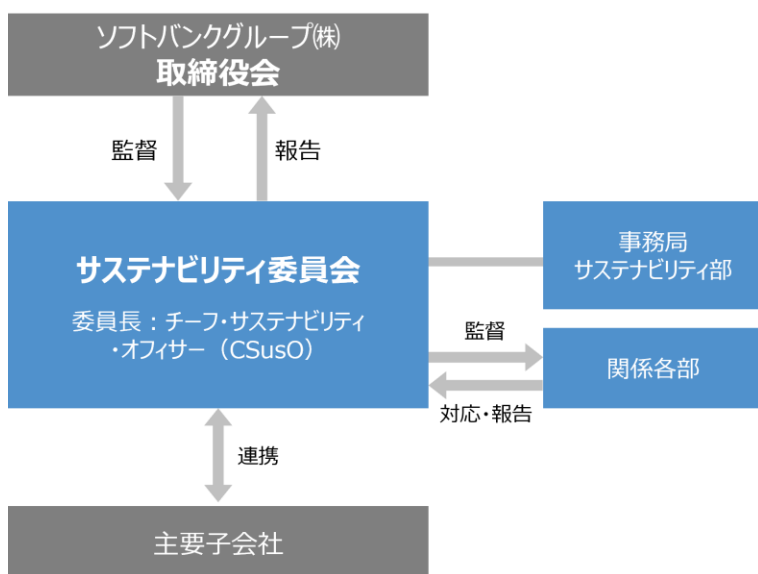 ソフトバンクグループ㈱
取締役会
監督
報告
サステナビリティ委員会
委員長：チーフ・サステナビリティ
・オフィサー（CSusO）
事務局
サステナビリティ部
監督
関係各部
対応・報告
連携
主要子会社